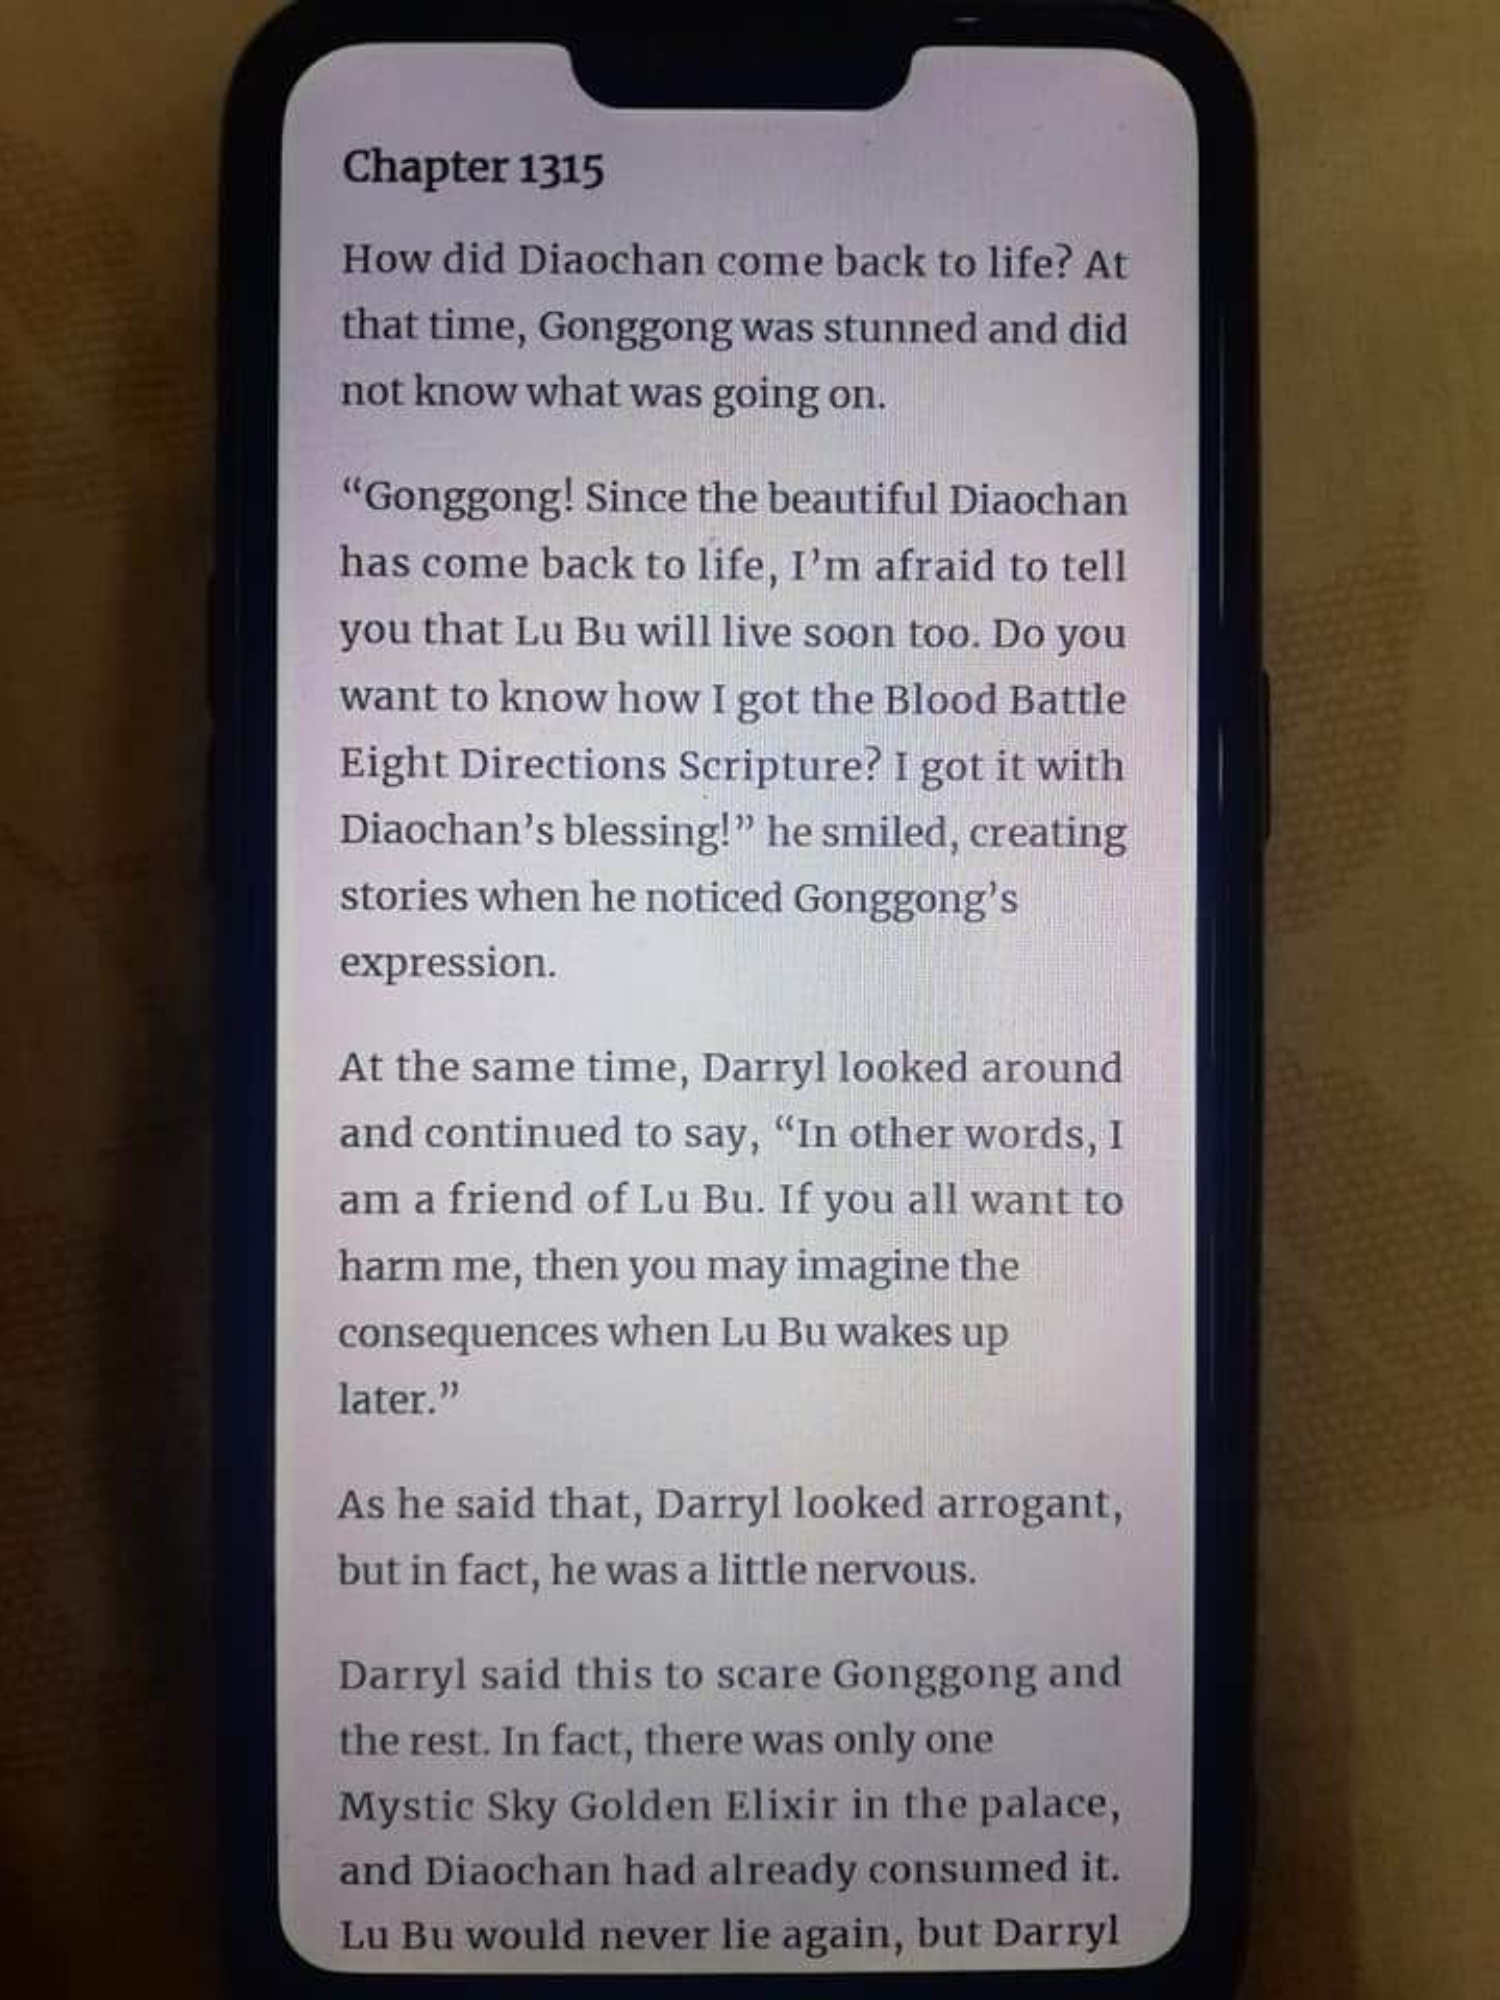 Chapter 1315
How did Diaochan come back to life? At
that time, Gonggong was stunned and did
not know what was going on.
“Gonggong! Since the beautiful Diaochan
has come back to life, I’m afraid to tell
you that Lu Bu will live soon too. Do you
want to know how I got the Blood Battle
Eight Directions Scripture? I got it with
Diaochan’s blessing!” he smiled, creating
stories when he noticed Gonggong’s
expression.
At the same time, Darryl looked around
and continued to say, “In other words, I
am a friend of Lu Bu. If you all want to
harm me, then you may imagine the
consequences when Lu Bu wakes up
later.”
As he said that, Darryl looked arrogant,
but in fact, he was a little nervous.
Darryl said this to scare Gonggong and
the rest. In fact, there was only one
Mystic Sky Golden Elixir in the palace,
and Diaochan had already consumed it.
Lu Bu would never lie again, but Darryl